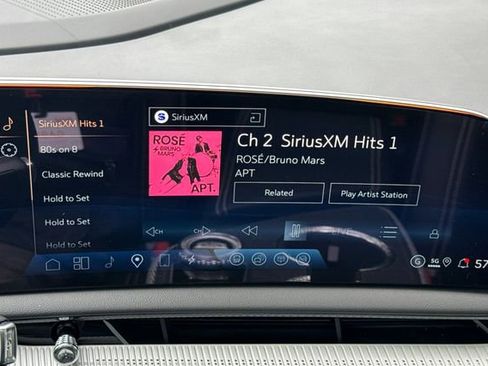 SiriusXM Hits 1
80s on 8
Classic Rewind
Hold to Set
Hold to Set
Hold to Set
SiriusXM
ROSÉ
& BRUNO
MARS
APT.
Ch 2 SiriusXM Hits 1
ROSÉ/Bruno Mars
APT
Related
Play Artist Station
CH
CH
LIVE
G
5G
57